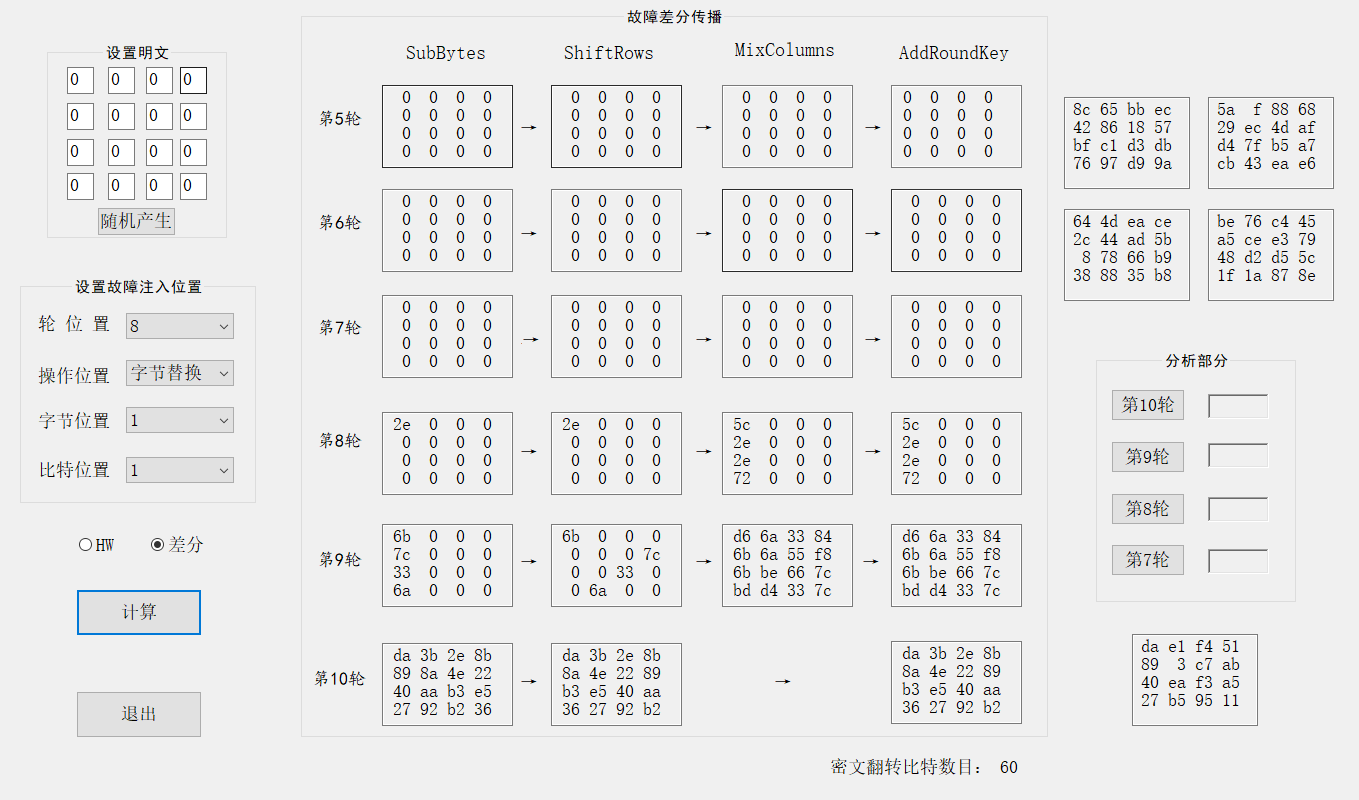 设置明文
0 0 0 0
0 0 0 0
0 0 0 0
0 0 0 0
随机产生
设置故障注入位置
轮 位 置 8
操作位置 字节替换
字节位置 1
比特位置 1
HW 差分
计算
退出
故障差分传播
SubBytes ShiftRows MixColumns AddRoundKey
第5轮
0 0 0 0 → 0 0 0 0 → 0 0 0 0 → 0 0 0 0
0 0 0 0 0 0 0 0 0 0 0 0 0 0 0 0
0 0 0 0 0 0 0 0 0 0 0 0 0 0 0 0
0 0 0 0 0 0 0 0 0 0 0 0 0 0 0 0
第6轮
0 0 0 0 → 0 0 0 0 → 0 0 0 0 → 0 0 0 0
0 0 0 0 0 0 0 0 0 0 0 0 0 0 0 0
0 0 0 0 0 0 0 0 0 0 0 0 0 0 0 0
0 0 0 0 0 0 0 0 0 0 0 0 0 0 0 0
第7轮
0 0 0 0 → 0 0 0 0 → 0 0 0 0 → 0 0 0 0
0 0 0 0 0 0 0 0 0 0 0 0 0 0 0 0
0 0 0 0 0 0 0 0 0 0 0 0 0 0 0 0
0 0 0 0 0 0 0 0 0 0 0 0 0 0 0 0
第8轮
2e 0 0 0 → 2e 0 0 0 → 5c 0 0 0 → 5c 0 0 0
0 0 0 0 0 0 0 0 2e 0 0 0 2e 0 0 0
0 0 0 0 0 0 0 0 2e 0 0 0 2e 0 0 0
0 0 0 0 0 0 0 0 72 0 0 0 72 0 0 0
第9轮
6b 0 0 0 → 6b 0 0 0 → d6 6a 33 84 → d6 6a 33 84
7c 0 0 0 0 0 0 7c 6b 6a 55 f8 6b 6a 55 f8
33 0 0 0 0 0 33 0 6b be 66 7c 6b be 66 7c
6a 0 0 0 0 6a 0 0 bd d4 33 7c bd d4 33 7c
第10轮
da 3b 2e 8b → da 3b 2e 8b → da 3b 2e 8b
89 8a 4e 22 8a 4e 22 89 8a 4e 22 89
40 aa b3 e5 b3 e5 40 aa b3 e5 40 aa
27 92 b2 36 36 27 92 b2 36 27 92 b2
密文翻转比特数目： 60
8c 65 bb ec
42 86 18 57
bf c1 d3 db
76 97 d9 9a
5a f 88 68
29 ec 4d af
d4 7f b5 a7
cb 43 ea e6
64 4d ea ce
2c 44 ad 5b
8 78 66 b9
38 88 35 b8
be 76 c4 45
a5 ce e3 79
48 d2 d5 5c
1f 1a 87 8e
分析部分
第10轮
第9轮
第8轮
第7轮
da e1 f4 51
89 3 c7 ab
40 ea f3 a5
27 b5 95 11